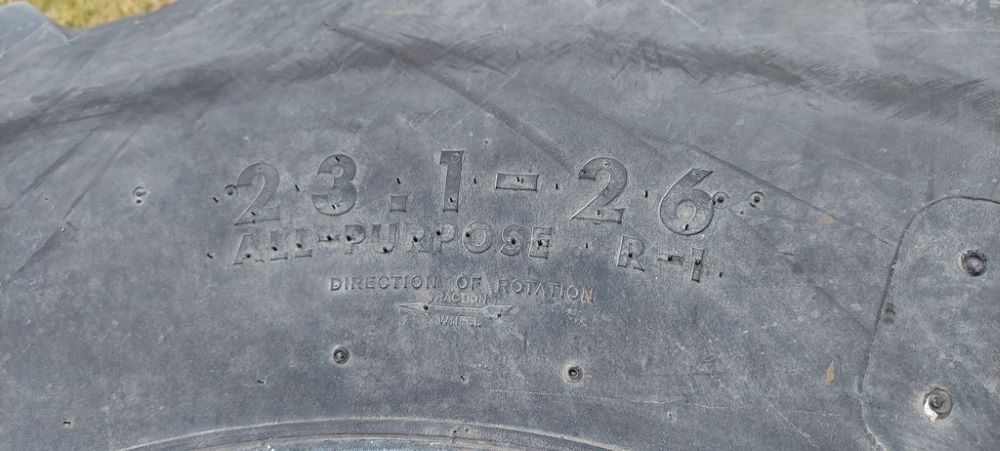 23.1-26
ALL-PURPOSE R-1
DIRECTION OF ROTATION
TRACTION
WHEEL